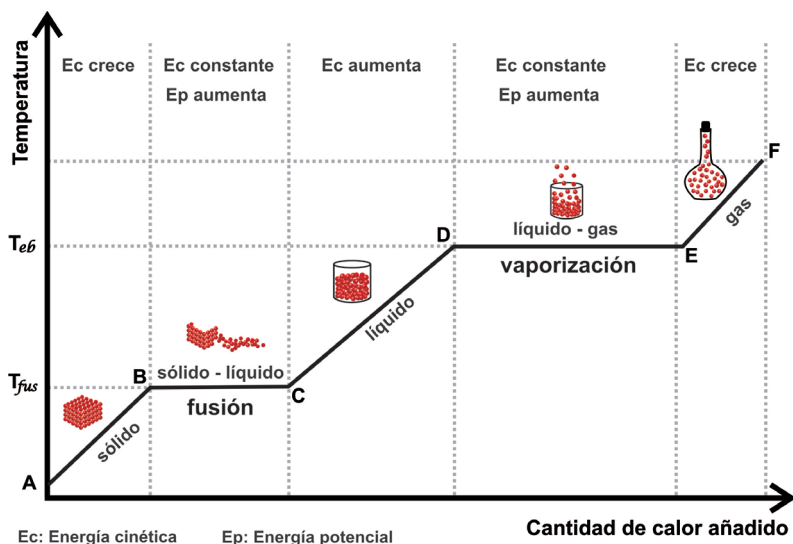 Temperatura
Ec crece
Ec constante
Ep aumenta
Ec aumenta
Ec constante
Ep aumenta
Ec crece
F
D
líquido - gas
gas
Teb
E
vaporización
líquido
B
sólido - líquido
Tfus
C
fusión
sólido
A
Cantidad de calor añadido
Ec: Energía cinética
Ep: Energía potencial